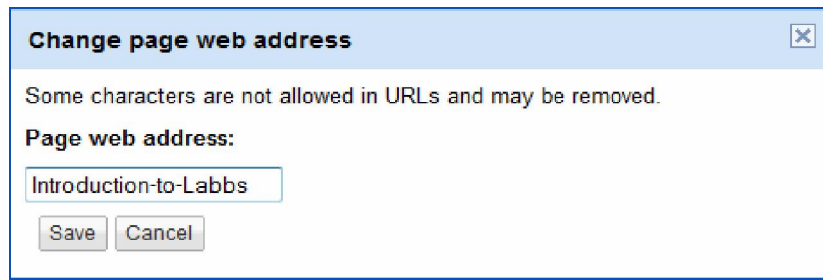 Change page web address
Some characters are not allowed in URLs and may be removed.
Page web address:
Introduction-to-Labbs
Save Cancel